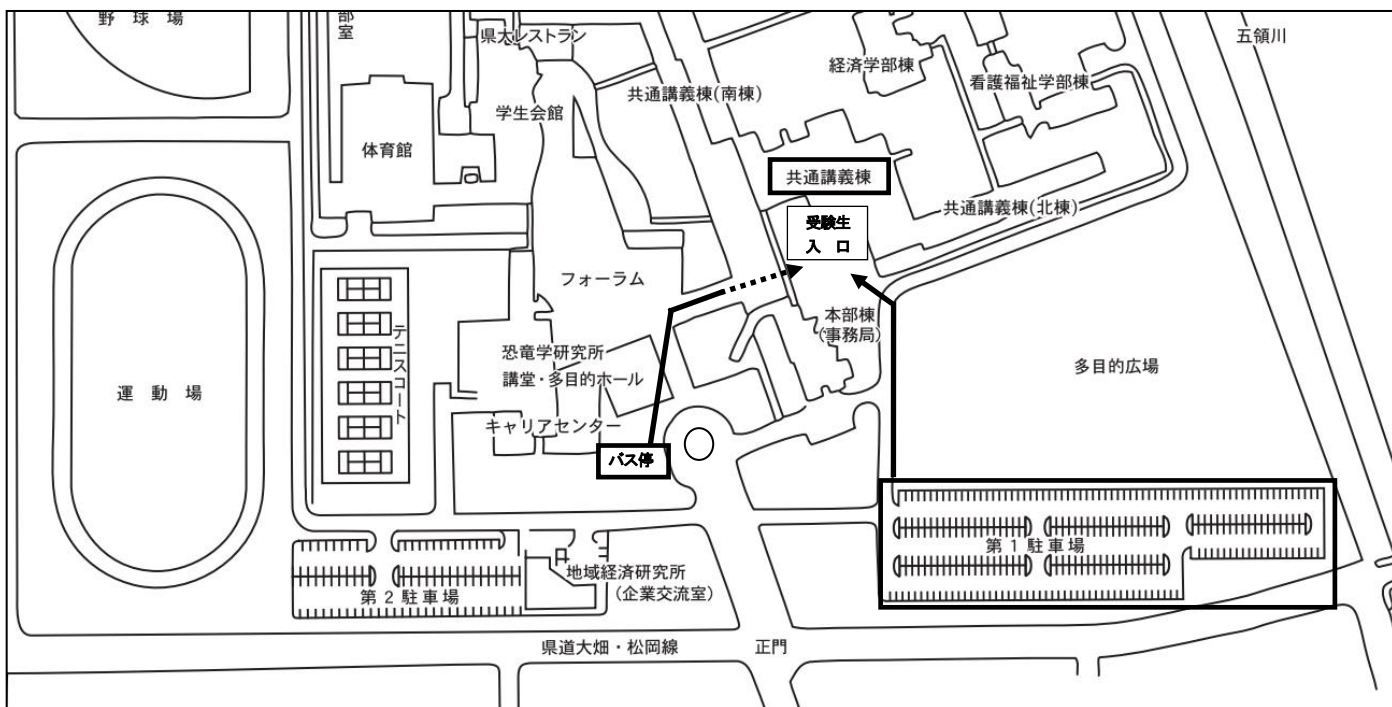 野球場
部室
県大レストラン
五領川
経済学部棟
看護福祉学部棟
共通講義棟(南棟)
学生会館
体育館
共通講義棟
共通講義棟(北棟)
受験生
入 口
フォーラム
本部棟
(事務局)
恐竜学研究所
講堂・多目的ホール
テニスコート
運動場
多目的広場
キャリアセンター
バス停
第1駐車場
地域経済研究所
(企業交流室)
第2駐車場
県道大畑・松岡線
正門